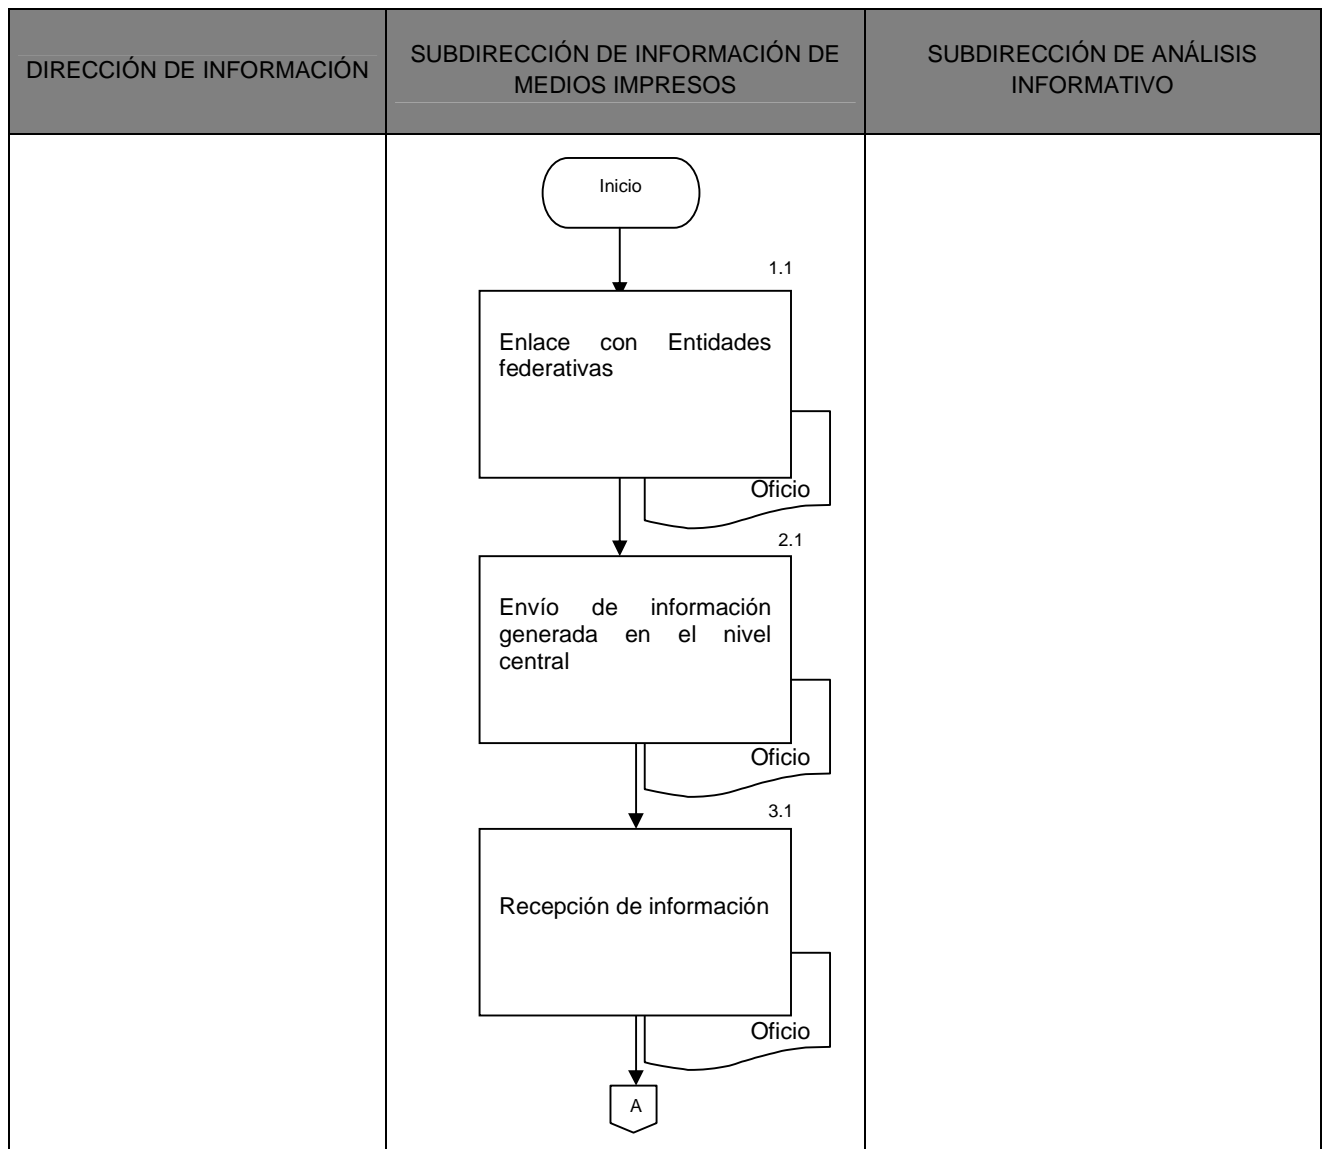 DIRECCIÓN DE INFORMACIÓN
SUBDIRECCIÓN DE INFORMACIÓN DE
MEDIOS IMPRESOS
SUBDIRECCIÓN DE ANÁLISIS
INFORMATIVO
Inicio
1.1
Enlace con Entidades
federativas
Oficio
2.1
Envío de información
generada en el nivel
central
Oficio
3.1
Recepción de información
Oficio
A